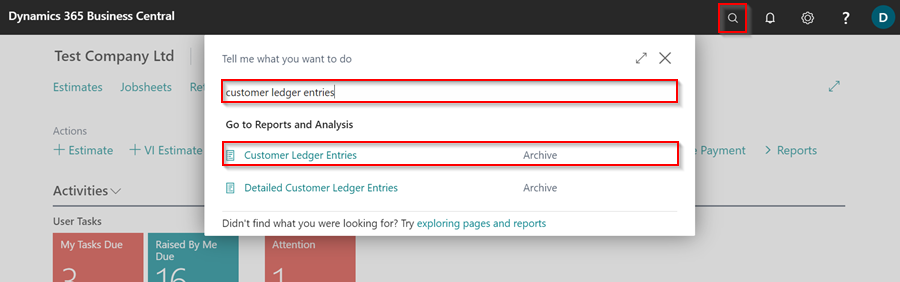 Dynamics 365 Business Central
?
D
Test Company Ltd
Estimates Jobsheets
Actions
+ Estimate + VI Estimate
Payment > Reports
Activities
User Tasks
My Tasks Due
3
Raised By Me Due
16
Attention
1
Tell me what you want to do
customer ledger entries
Go to Reports and Analysis
Customer Ledger Entries Archive
Detailed Customer Ledger Entries Archive
Didn't find what you were looking for? Try exploring pages and reports